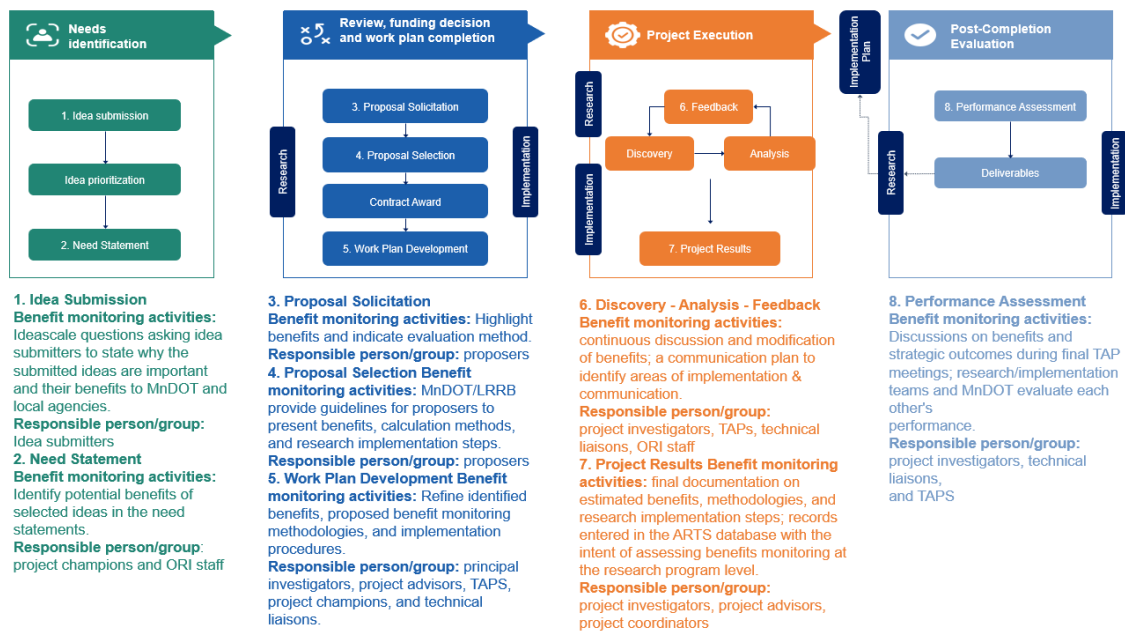 Needs
identification
1. Idea submission
Idea prioritization
2. Need Statement
Review, funding decision
and work plan completion
Research
3. Proposal Solicitation
4. Proposal Selection
Contract Award
5. Work Plan Development
Implementation
Project Execution
Research
Implementation
6. Feedback
Discovery
Analysis
7. Project Results
Implementation
Plan
Post-Completion
Evaluation
Research
8. Performance Assessment
Deliverables
Implementation
1. Idea Submission
Benefit monitoring activities:
Ideascale questions asking idea
submitters to state why the
submitted ideas are important
and their benefits to MnDOT and
local agencies.
Responsible person/group:
Idea submitters
2. Need Statement
Benefit monitoring activities:
Identify potential benefits of
selected ideas in the need
statements.
Responsible person/group:
project champions and ORI staff
3. Proposal Solicitation
Benefit monitoring activities: Highlight
benefits and indicate evaluation method.
Responsible person/group: proposers
4. Proposal Selection Benefit
monitoring activities: MnDOT/LRRB
provide guidelines for proposers to
present benefits, calculation methods,
and research implementation steps.
Responsible person/group: proposers
5. Work Plan Development Benefit
monitoring activities: Refine identified
benefits, proposed benefit monitoring
methodologies, and implementation
procedures.
Responsible person/group: principal
investigators, project advisors, TAPS,
project champions, and technical
liaisons.
6. Discovery - Analysis - Feedback
Benefit monitoring activities:
continuous discussion and modification
of benefits; a communication plan to
identify areas of implementation &
communication.
Responsible person/group:
project investigators, TAPs, technical
liaisons, ORI staff
7. Project Results Benefit monitoring
activities: final documentation on
estimated benefits, methodologies, and
research implementation steps; records
entered in the ARTS database with the
intent of assessing benefits monitoring at
the research program level.
Responsible person/group:
project investigators, project advisors,
project coordinators
8. Performance Assessment
Benefit monitoring activities:
Discussions on benefits and
strategic outcomes during final TAP
meetings; research/implementation
teams and MnDOT evaluate each
other's
performance.
Responsible person/group:
project investigators, technical
liaisons,
and TAPS